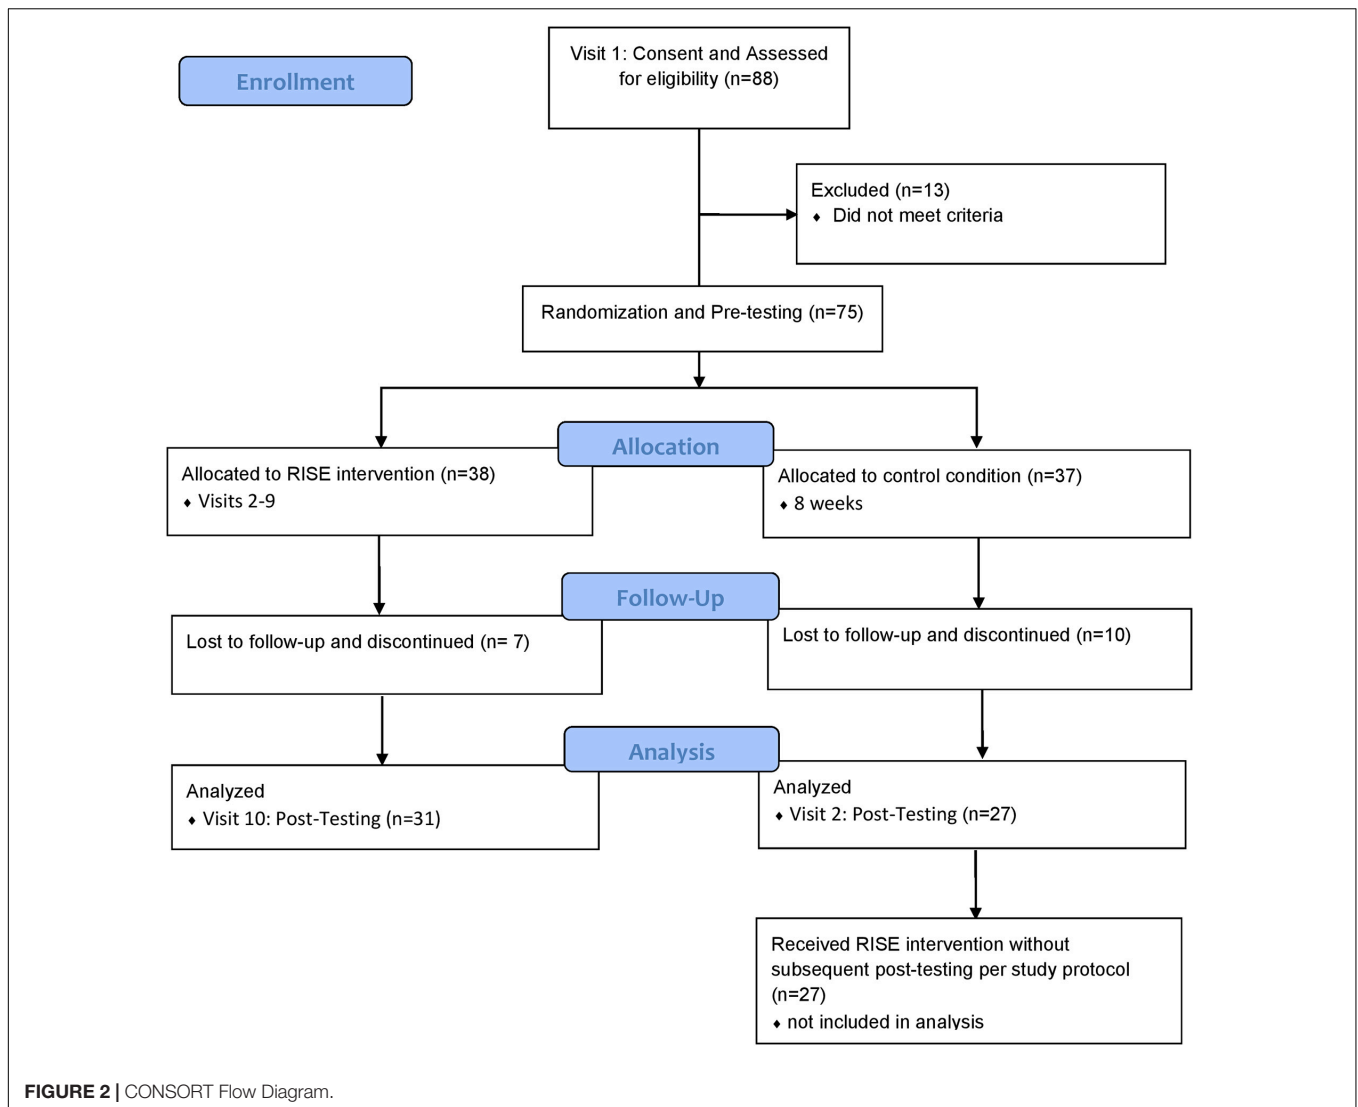 Enrollment
Visit 1: Consent and Assessed
for eligibility (n=88)
Excluded (n=13)
♦ Did not meet criteria
Randomization and Pre-testing (n=75)
Allocation
Allocated to RISE intervention (n=38)
♦ Visits 2-9
Allocated to control condition (n=37)
♦ 8 weeks
Follow-Up
Lost to follow-up and discontinued (n= 7)
Lost to follow-up and discontinued (n=10)
Analysis
Analyzed
♦ Visit 10: Post-Testing (n=31)
Analyzed
♦ Visit 2: Post-Testing (n=27)
Received RISE intervention without
subsequent post-testing per study protocol
(n=27)
♦ not included in analysis
FIGURE 2 | CONSORT Flow Diagram.